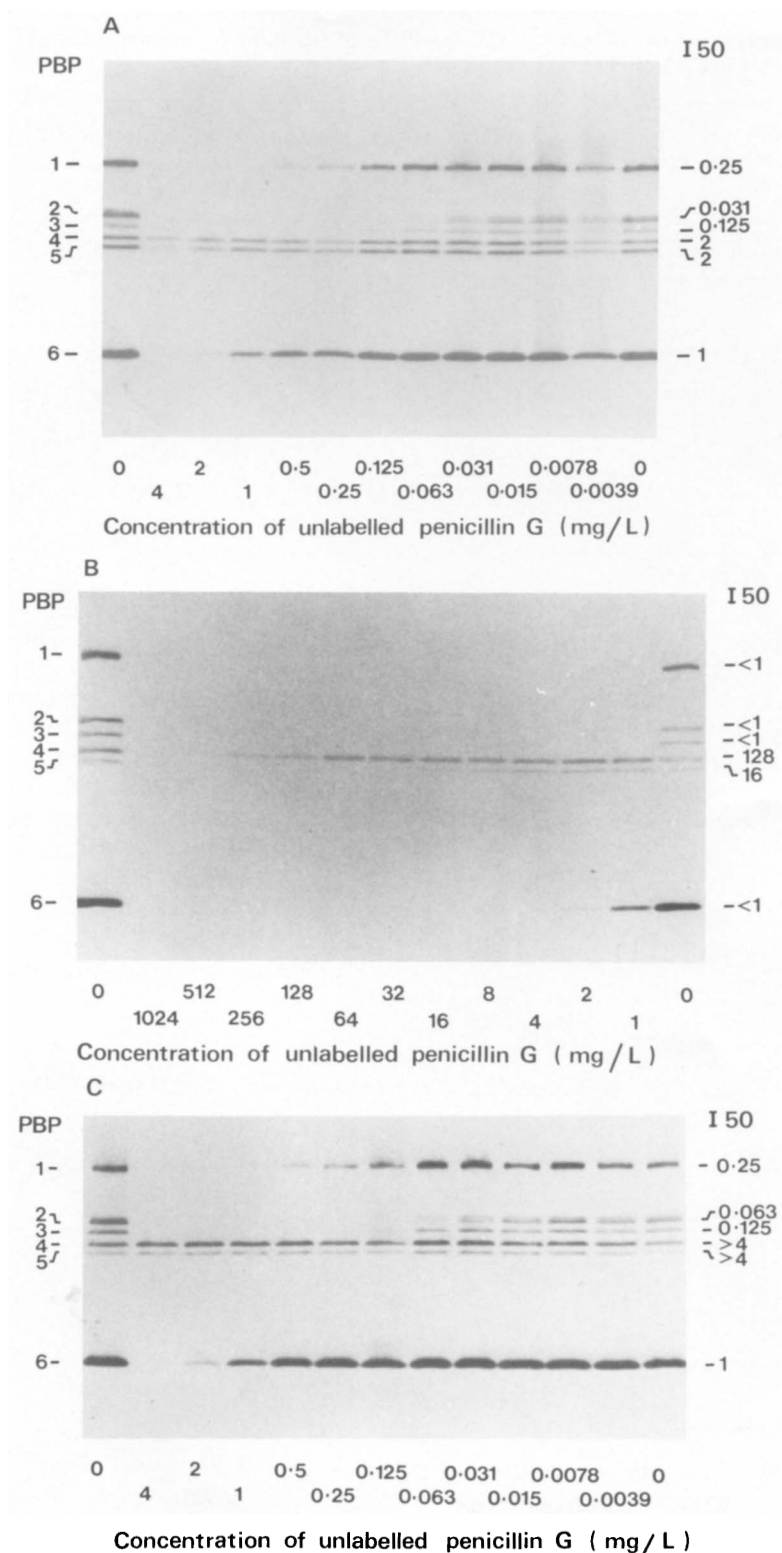 A
PBP
I 50
1
2
3
4
5
6
0·25
0·031
0·125
2
2
1
0 2 0·5 0·125 0·031 0·0078 0
4 1 0·25 0·063 0·015 0·0039
Concentration of unlabelled penicillin G (mg/L)
B
PBP
I 50
1
2
3
4
5
6
<1
<1
<1
128
16
<1
0 512 128 32 8 2 0
1024 256 64 16 4 1
Concentration of unlabelled penicillin G (mg/L)
C
PBP
I 50
1
2
3
4
5
6
0·25
0·063
0·125
>4
>4
1
0 2 0·5 0·125 0·031 0·0078 0
4 1 0·25 0·063 0·015 0·0039
Concentration of unlabelled penicillin G (mg/L)